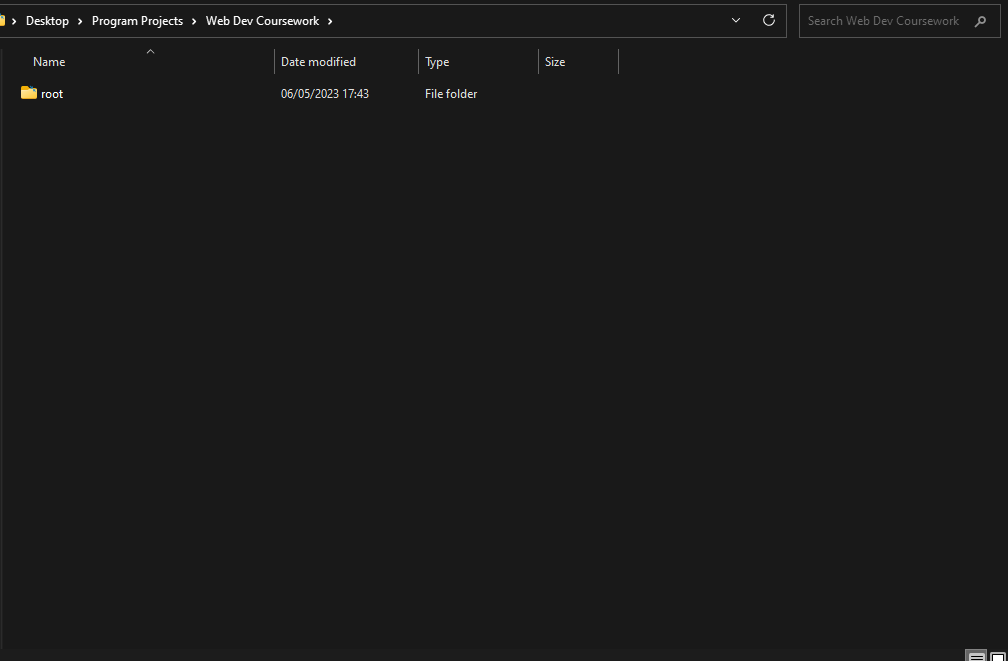 Desktop > Program Projects > Web Dev Coursework >
Search Web Dev Coursework
Name Date modified Type Size
root 06/05/2023 17:43 File folder